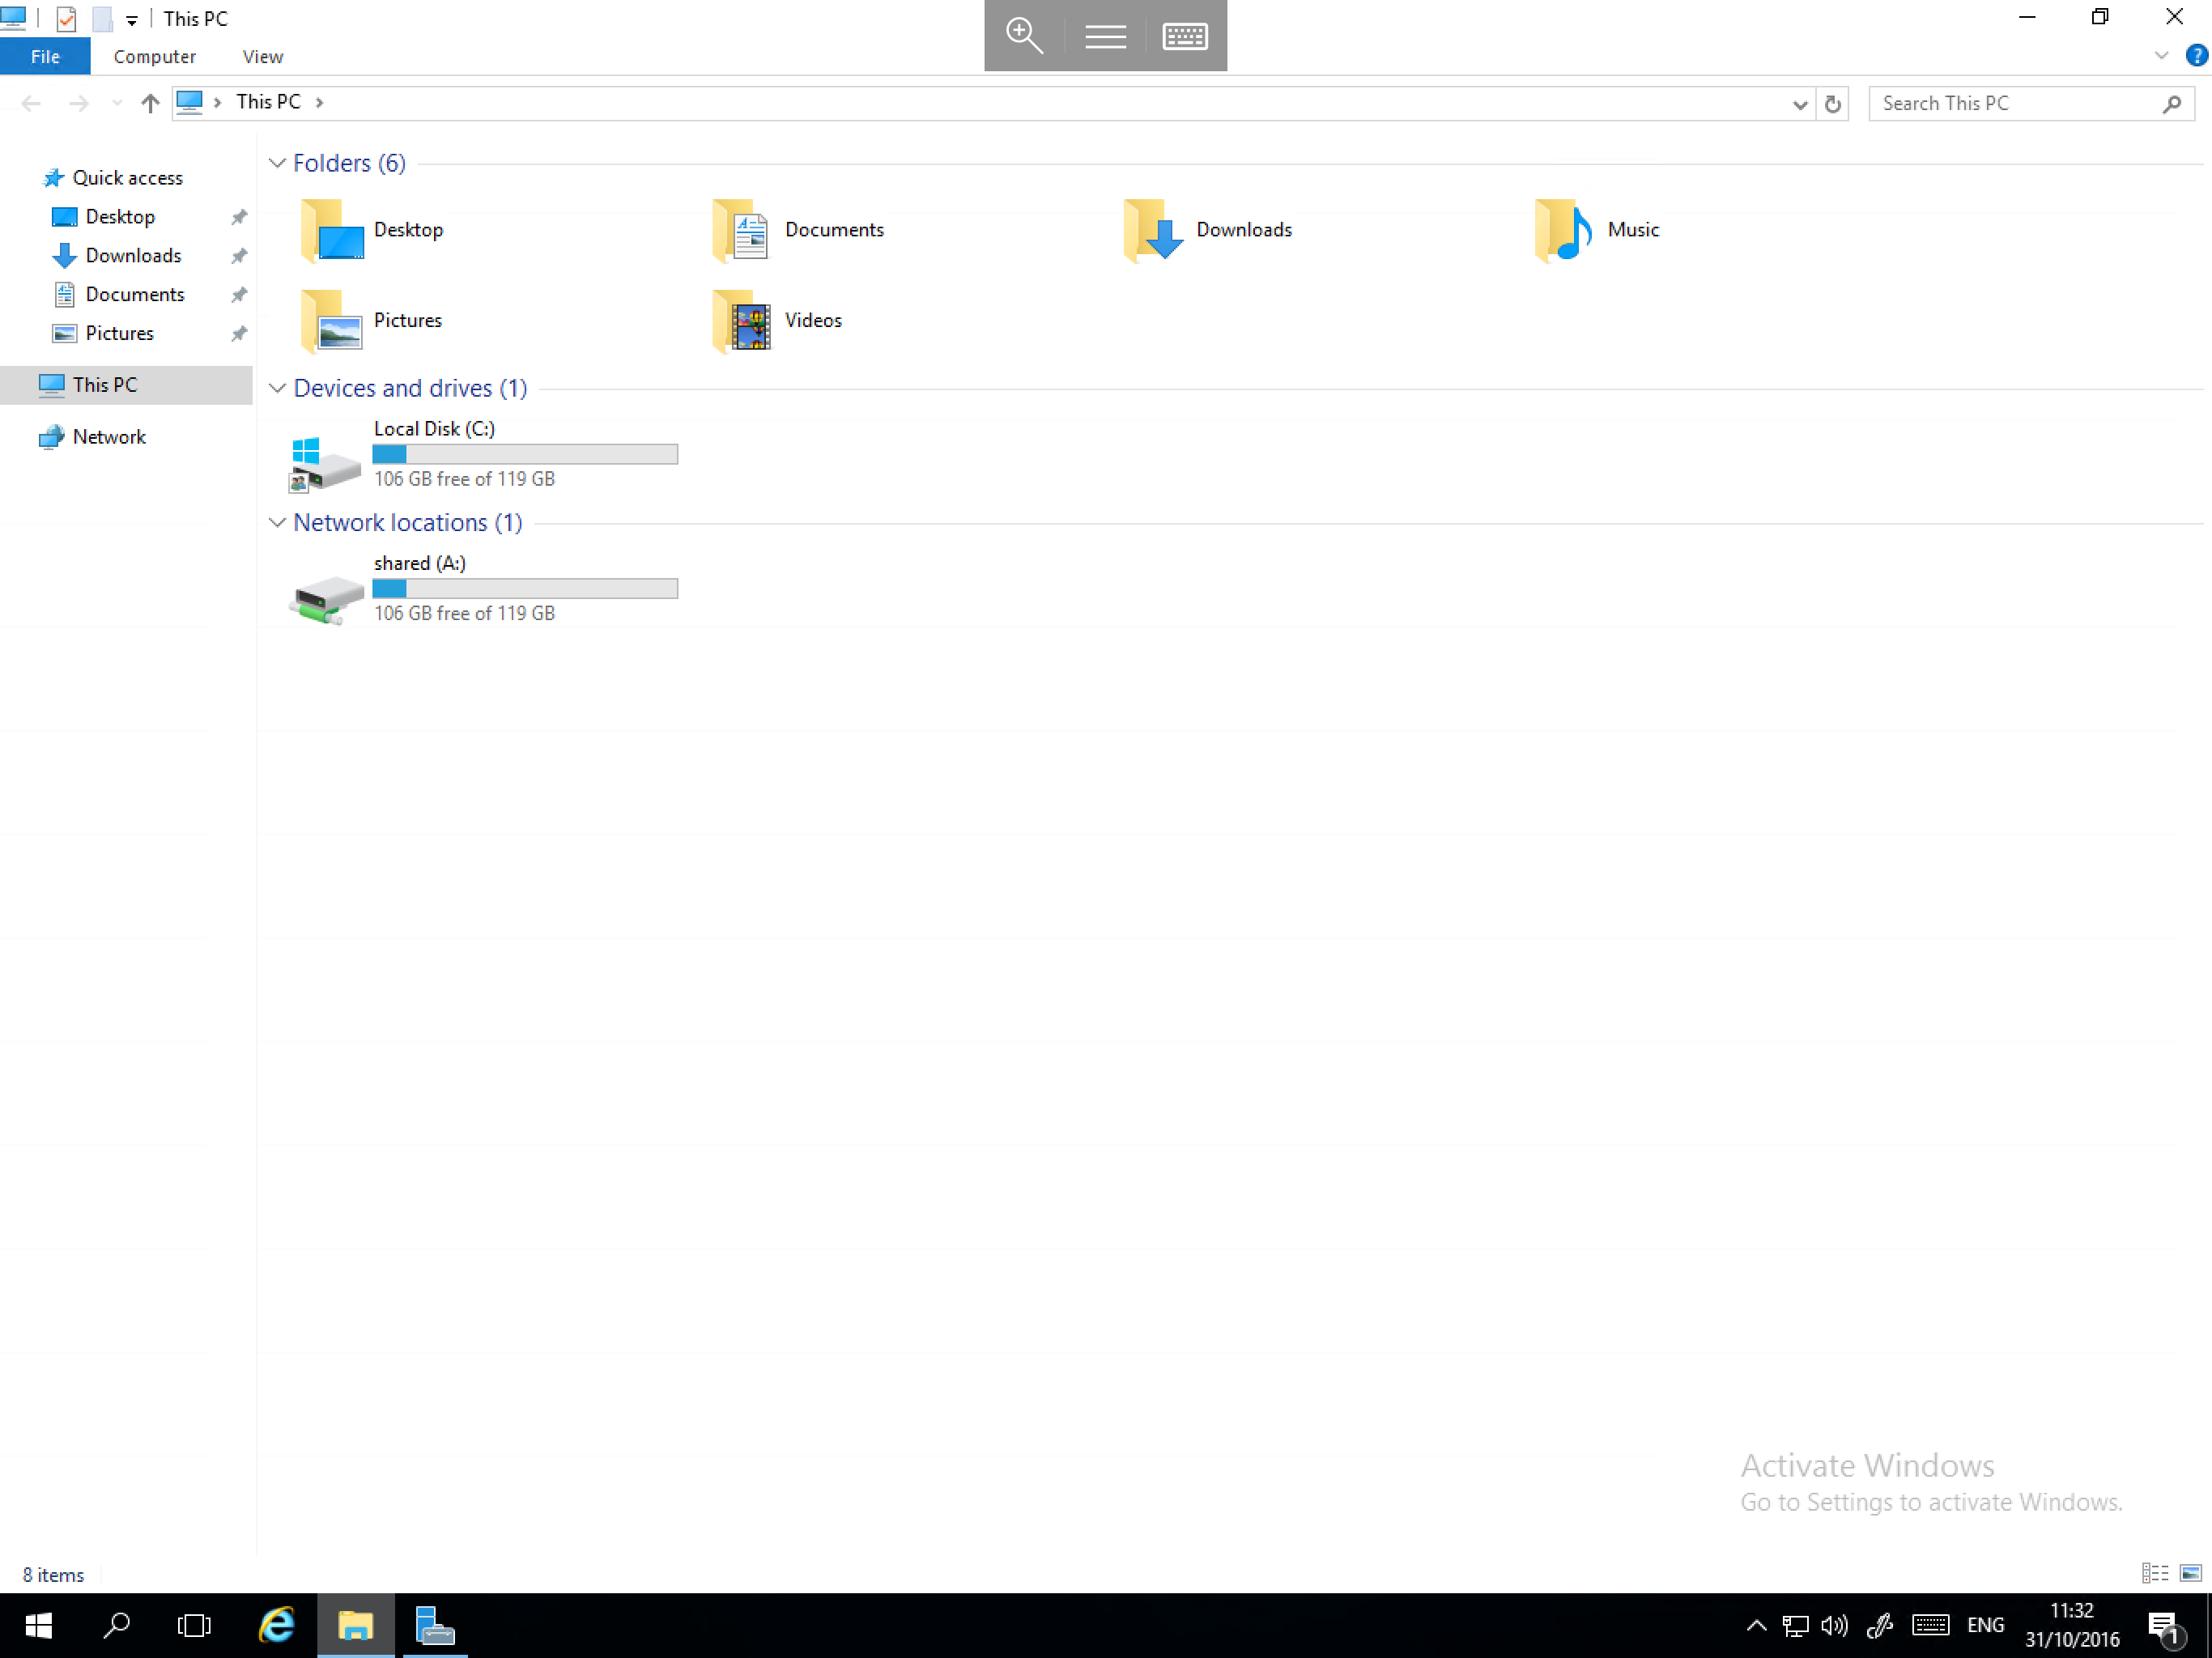 This PC
File Computer View
This PC
Search This PC
Quick access
Desktop
Downloads
Documents
Pictures
This PC
Network
Folders (6)
Desktop
Documents
Downloads
Music
Pictures
Videos
Devices and drives (1)
Local Disk (C:)
106 GB free of 119 GB
Network locations (1)
shared (A:)
106 GB free of 119 GB
Activate Windows
Go to Settings to activate Windows.
8 items
ENG
11:32
31/10/2016
1